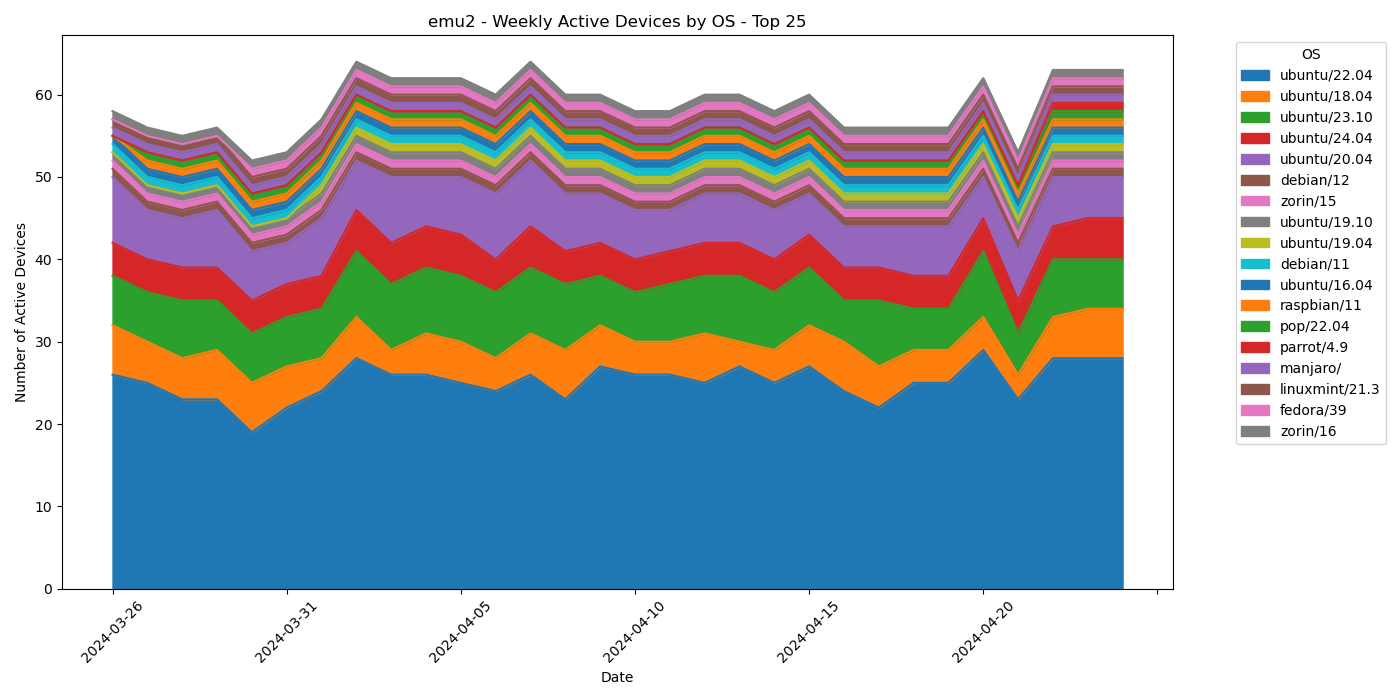 emu2 - Weekly Active Devices by OS - Top 25
Number of Active Devices
60
50
40
30
20
10
0
2024-03-26
2024-03-31
2024-04-05
2024-04-10
2024-04-15
2024-04-20
Date
OS
ubuntu/22.04
ubuntu/18.04
ubuntu/23.10
ubuntu/24.04
ubuntu/20.04
debian/12
zorin/15
ubuntu/19.10
ubuntu/19.04
debian/11
ubuntu/16.04
raspbian/11
pop/22.04
parrot/4.9
manjaro/
linuxmint/21.3
fedora/39
zorin/16